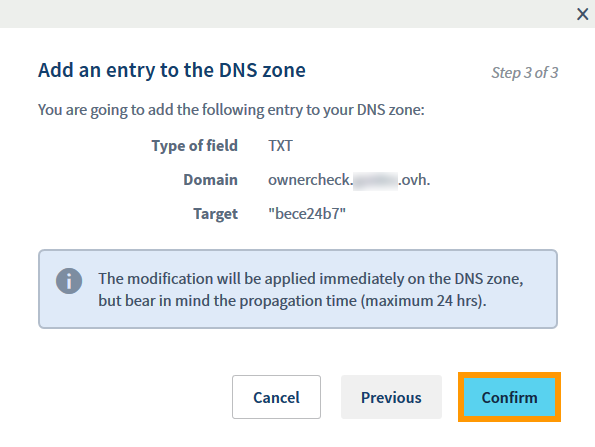 Add an entry to the DNS zone
Step 3 of 3
You are going to add the following entry to your DNS zone:
Type of field TXT
Domain ownercheck. .ovh.
Target "bece24b7"
The modification will be applied immediately on the DNS zone,
but bear in mind the propagation time (maximum 24 hrs).
Cancel Previous Confirm